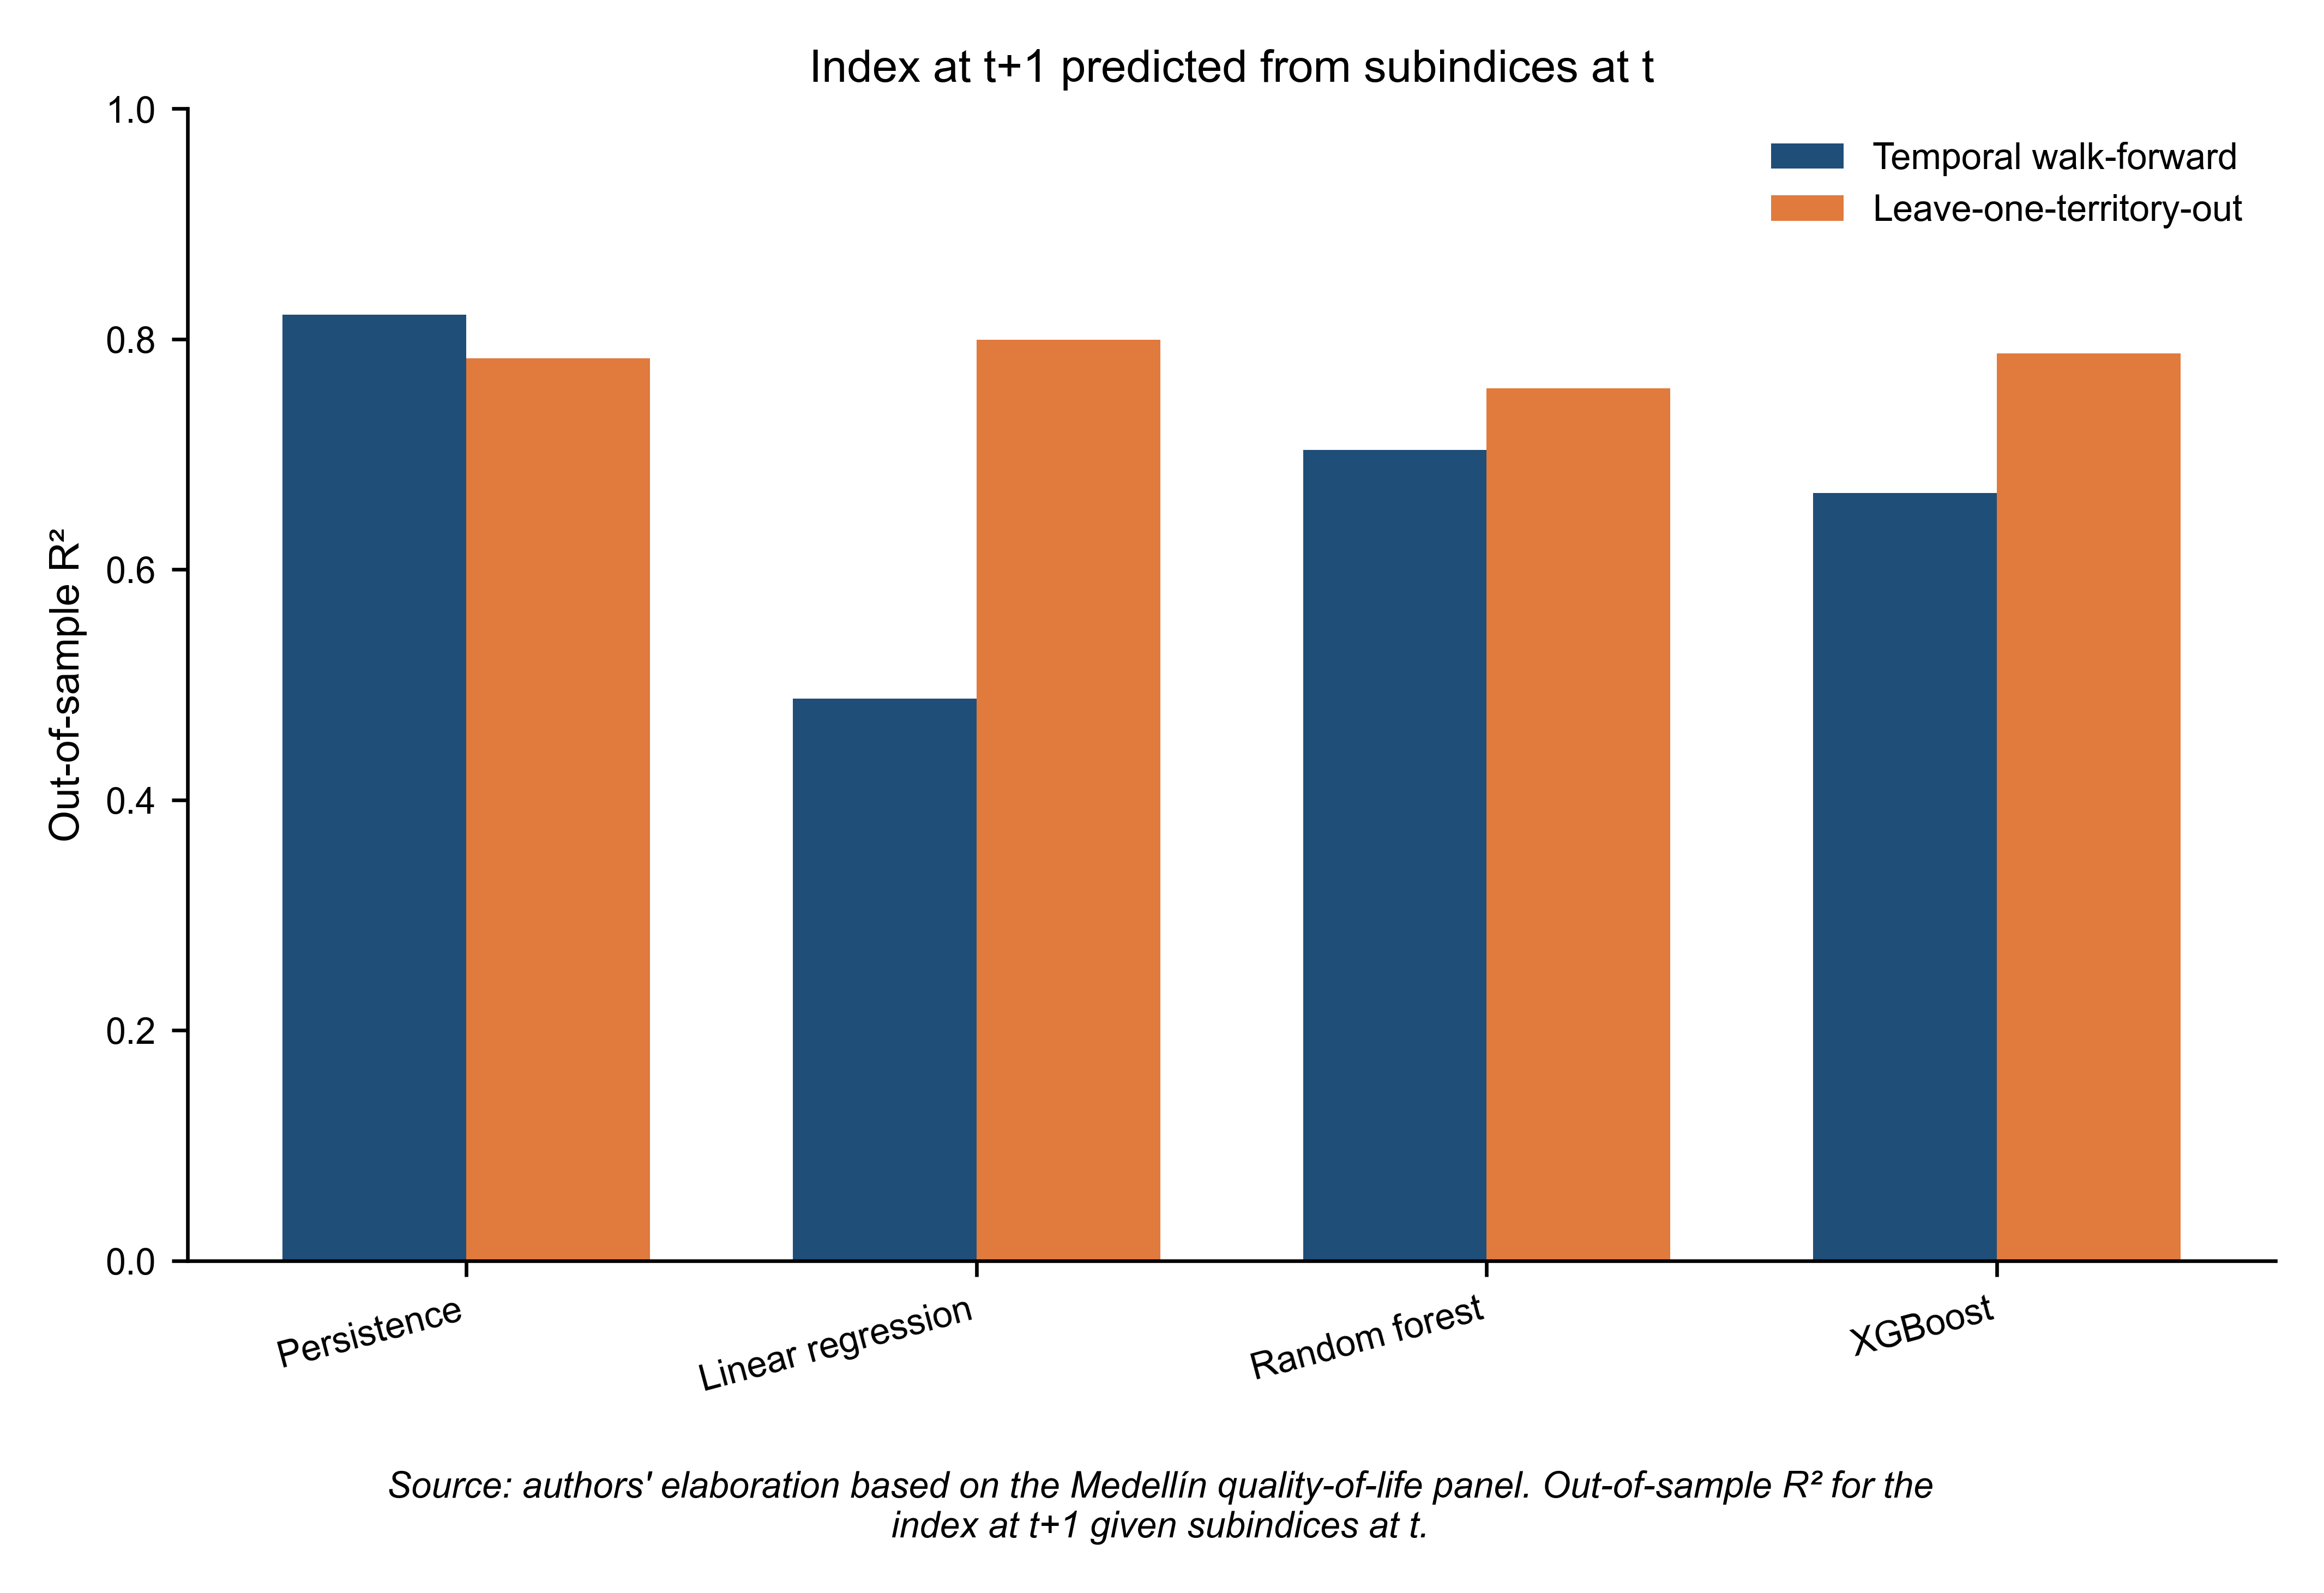 Index at t+1 predicted from subindices at t
Temporal walk-forward
Leave-one-territory-out
Out-of-sample R²
1.0
0.8
0.6
0.4
0.2
0.0
Persistence
Linear regression
Random forest
XGBoost
Source: authors' elaboration based on the Medellín quality-of-life panel. Out-of-sample R² for the
index at t+1 given subindices at t.